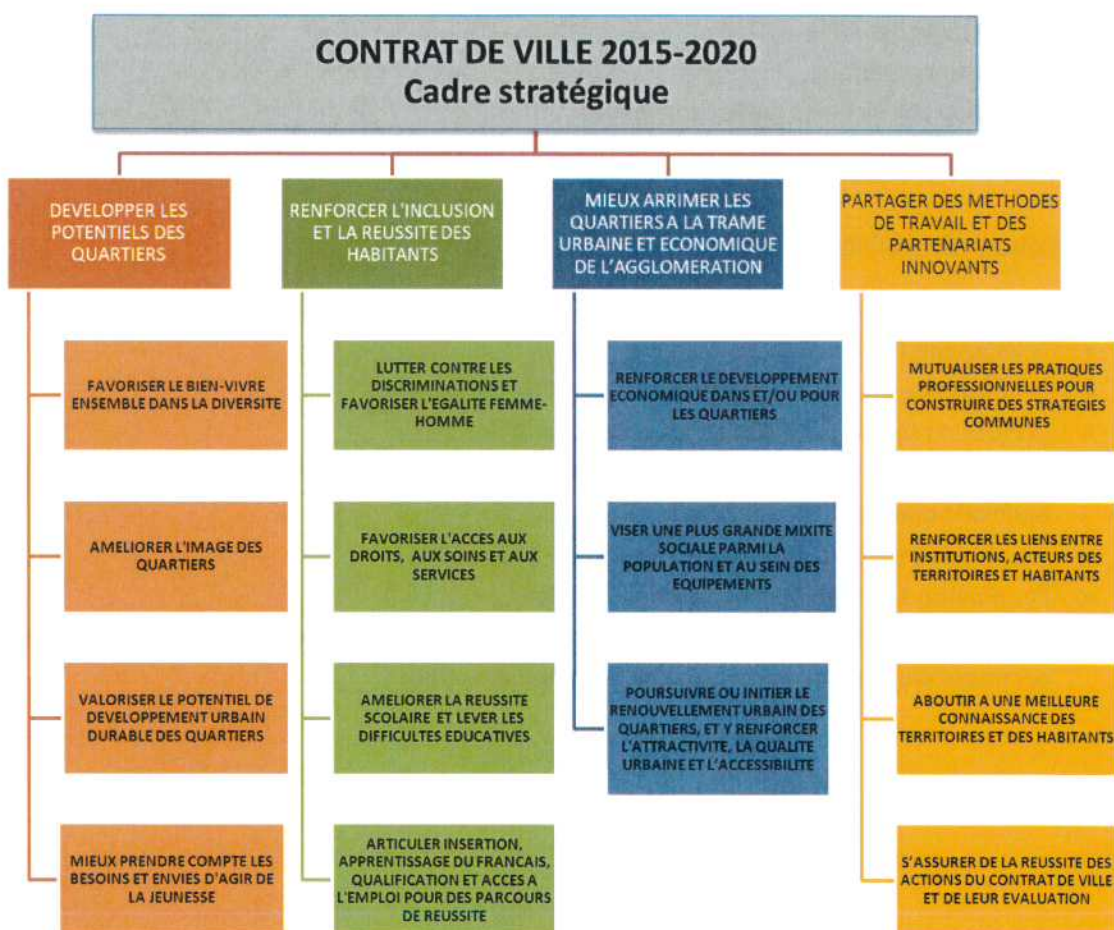 CONTRAT DE VILLE 2015-2020
Cadre stratégique
DEVELOPPER LES
POTENTIELS DES
QUARTIERS
FAVORISER LE BIEN-VIVRE
ENSEMBLE DANS LA DIVERSITE
AMELIORER L'IMAGE DES
QUARTIERS
VALORISER LE POTENTIEL DE
DEVELOPPEMENT URBAIN
DURABLE DES QUARTIERS
MIEUX PRENDRE COMPTE LES
BESOINS ET ENVIES D'AGIR DE
LA JEUNESSE
RENFORCER L'INCLUSION
ET LA REUSSITE DES
HABITANTS
LUTTER CONTRE LES
DISCRIMINATIONS ET
FAVORISER L'EGALITE FEMME-
HOMME
FAVORISER L'ACCES AUX
DROITS, AUX SOINS ET AUX
SERVICES
AMELIORER LA REUSSITE
SCOLAIRE ET LEVER LES
DIFFICULTES EDUCATIVES
ARTICULER INSERTION,
APPRENTISSAGE DU FRANCAIS,
QUALIFICATION ET ACCES A
L'EMPLOI POUR DES PARCOURS
DE REUSSITE
MIEUX ARRIMER LES
QUARTIERS A LA TRAME
URBAINE ET ECONOMIQUE
DE L'AGGLOMERATION
RENFORCER LE DEVELOPPEMENT
ECONOMIQUE DANS ET/OU POUR
LES QUARTIERS
VISER UNE PLUS GRANDE MIXITE
SOCIALE PARMI LA
POPULATION ET AU SEIN DES
EQUIPEMENTS
POURSUIVRE OU INITIER LE
RENOUVELLEMENT URBAIN DES
QUARTIERS, ET Y RENFORCER
L'ATTRACTIVITE, LA QUALITE
URBAINE ET L'ACCESSIBILITE
PARTAGER DES METHODES
DE TRAVAIL ET DES
PARTENARIATS
INNOVANTS
MUTUALISER LES PRATIQUES
PROFESSIONNELLES POUR
CONSTRUIRE DES STRATEGIES
COMMUNES
RENFORCER LES LIENS ENTRE
INSTITUTIONS, ACTEURS DES
TERRITOIRES ET HABITANTS
ABOUTIR A UNE MEILLEURE
CONNAISSANCE DES
TERRITOIRES ET DES HABITANTS
S'ASSURER DE LA REUSSITE DES
ACTIONS DU CONTRAT DE VILLE
ET DE LEUR EVALUATION